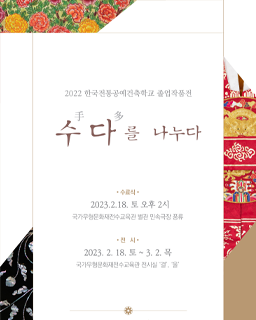 2022 한국전통공예건축학교 졸업작품전
手 多
수다를 나누다
• 수료식 •
2023.2.18. 토 오후 2시
국가무형문화재전수교육관 별관 민속극장 풍류
• 전 시 •
2023. 2. 18. 토 ~ 3. 2. 목
국가무형문화재전수교육관 전시실 '결', '올'